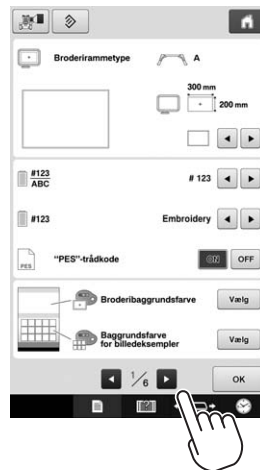 Broderirammetype
A
300 mm
200 mm
#123
ABC
# 123
#123
Embroidery
PES
"PES"-trådkode
ON
OFF
Broderibaggrundsfarve
Vælg
Baggrundsfarve
for billedeksempler
Vælg
1/6
OK